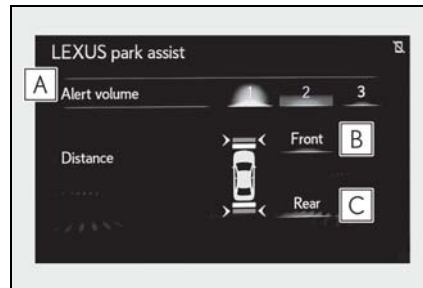 LEXUS park assist
A
Alert volume 1 2 3
Front B
Distance
Rear C